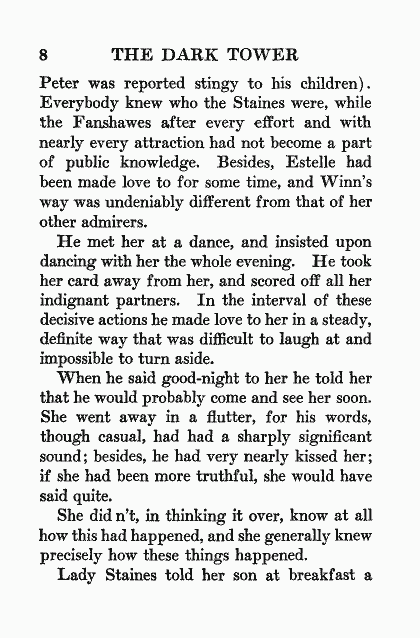 8 THE DARK TOWER
Peter was reported stingy to his children).
Everybody knew who the Staines were, while
the Fanshawes after every effort and with
nearly every attraction had not become a part
of public knowledge. Besides, Estelle had
been made love to for some time, and Winn's
way was undeniably different from that of her
other admirers.
He met her at a dance, and insisted upon
dancing with her the whole evening. He took
her card away from her, and scored off all her
indignant partners. In the interval of these
decisive actions he made love to her in a steady,
definite way that was difficult to laugh at and
impossible to turn aside.
When he said good-night to her he told her
that he would probably come and see her soon.
She went away in a flutter, for his words,
though casual, had had a sharply significant
sound; besides, he had very nearly kissed her;
if she had been more truthful, she would have
said quite.
She did n't, in thinking it over, know at all
how this had happened, and she generally knew
precisely how these things happened.
Lady Staines told her son at breakfast a